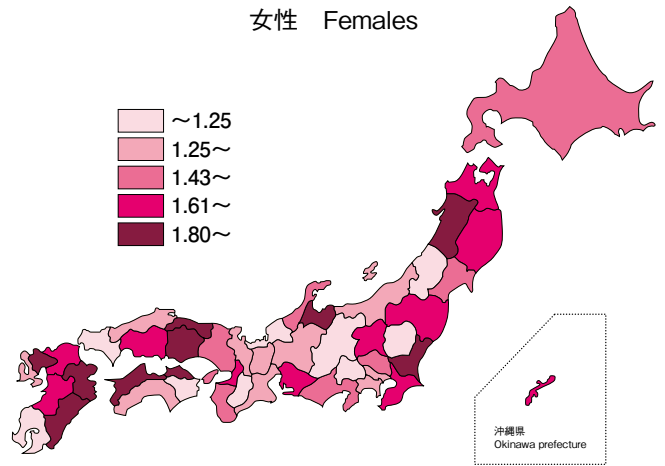 女性 Females
～1.25
1.25～
1.43～
1.61～
1.80～
沖縄県
Okinawa prefecture